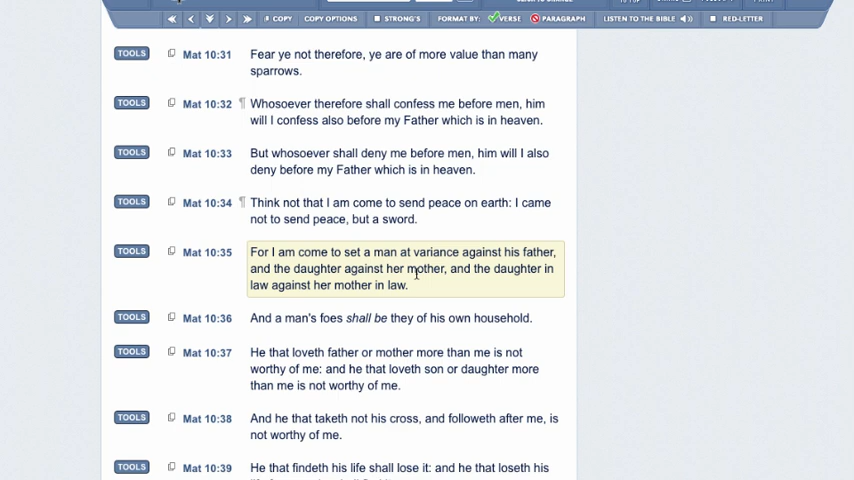 COPY COPY OPTIONS STRONG'S FORMAT BY: VERSE PARAGRAPH LISTEN TO THE BIBLE RED-LETTER
TOOLS Mat 10:31 Fear ye not therefore, ye are of more value than many
sparrows.
TOOLS Mat 10:32 ¶ Whosoever therefore shall confess me before men, him
will I confess also before my Father which is in heaven.
TOOLS Mat 10:33 But whosoever shall deny me before men, him will I also
deny before my Father which is in heaven.
TOOLS Mat 10:34 ¶ Think not that I am come to send peace on earth: I came
not to send peace, but a sword.
TOOLS Mat 10:35 For I am come to set a man at variance against his father,
and the daughter against her mother, and the daughter in
law against her mother in law.
TOOLS Mat 10:36 And a man's foes shall be they of his own household.
TOOLS Mat 10:37 He that loveth father or mother more than me is not
worthy of me: and he that loveth son or daughter more
than me is not worthy of me.
TOOLS Mat 10:38 And he that taketh not his cross, and followeth after me, is
not worthy of me.
TOOLS Mat 10:39 He that findeth his life shall lose it: and he that loseth his